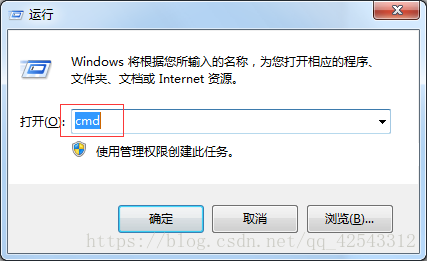 运行
Windows 将根据您所输入的名称，为您打开相应的程序、
文件夹、文档或 Internet 资源。
打开(O): cmd
使用管理权限创建此任务。
确定 取消 浏览(B)...
https://blog.csdn.net/qq_42543312